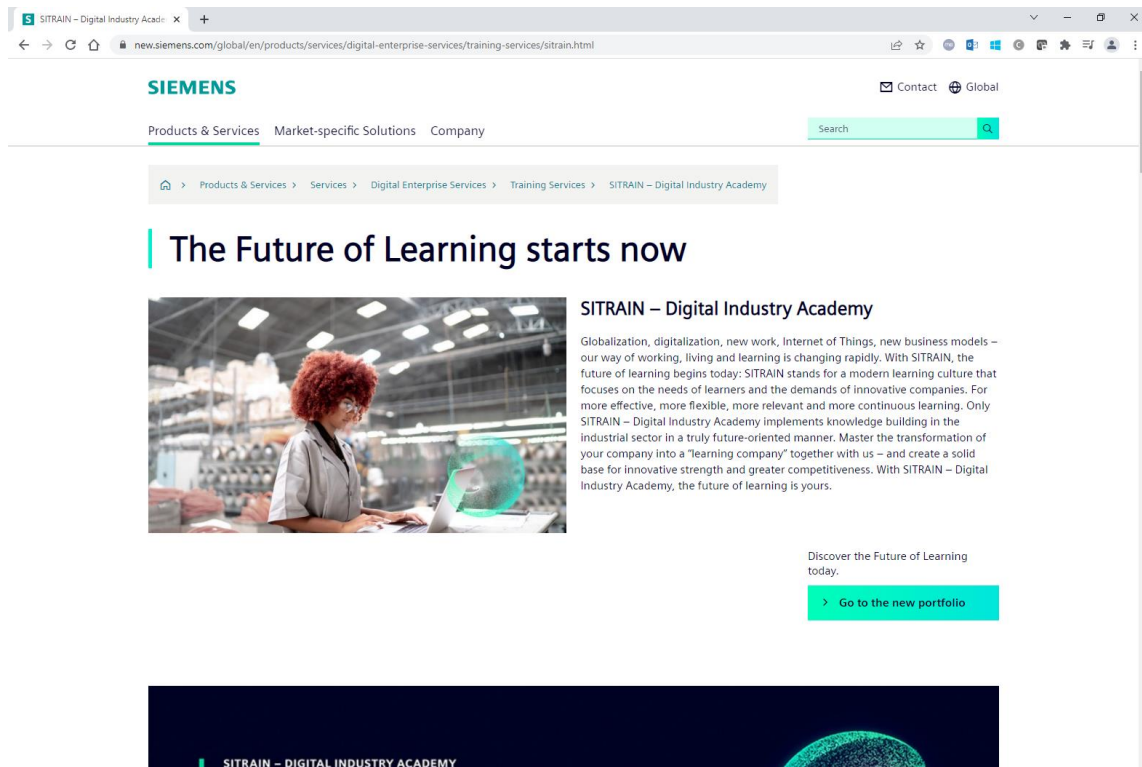 SITRAIN – Digital Industry Acade
new.siemens.com/global/en/products/services/digital-enterprise-services/training-services/sitrain.html
SIEMENS
Contact Global
Products & Services Market-specific Solutions Company
Search
Products & Services > Services > Digital Enterprise Services > Training Services > SITRAIN – Digital Industry Academy
The Future of Learning starts now
SITRAIN – Digital Industry Academy
Globalization, digitalization, new work, Internet of Things, new business models –
our way of working, living and learning is changing rapidly. With SITRAIN, the
future of learning begins today: SITRAIN stands for a modern learning culture that
focuses on the needs of learners and the demands of innovative companies. For
more effective, more flexible, more relevant and more continuous learning. Only
SITRAIN – Digital Industry Academy implements knowledge building in the
industrial sector in a truly future-oriented manner. Master the transformation of
your company into a “learning company” together with us – and create a solid
base for innovative strength and greater competitiveness. With SITRAIN – Digital
Industry Academy, the future of learning is yours.
Discover the Future of Learning
today.
> Go to the new portfolio
SITRAIN – DIGITAL INDUSTRY ACADEMY